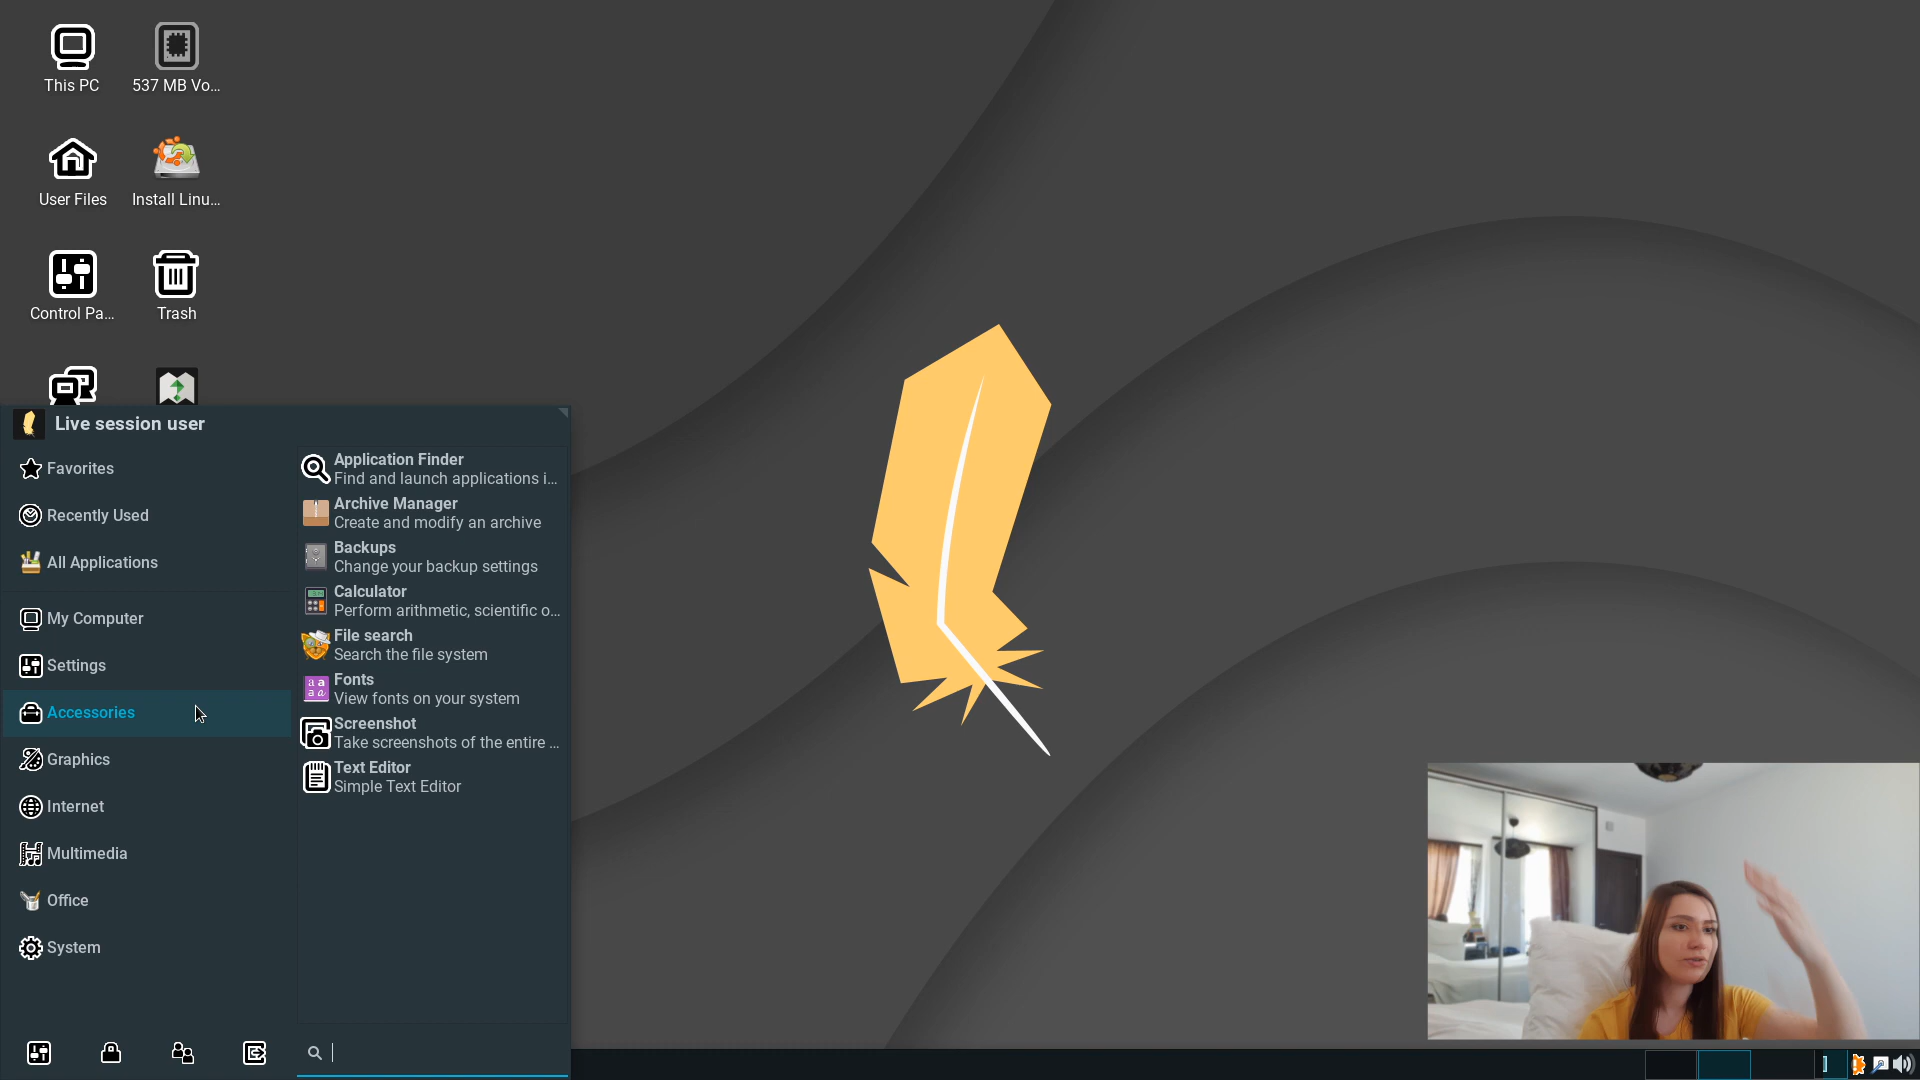 This PC
537 MB Vo...
User Files
Install Linu...
Control Pa...
Trash
Live session user
Favorites
Recently Used
All Applications
My Computer
Settings
Accessories
Graphics
Internet
Multimedia
Office
System
Application Finder
Find and launch applications i...
Archive Manager
Create and modify an archive
Backups
Change your backup settings
Calculator
Perform arithmetic, scientific o...
File search
Search the file system
Fonts
View fonts on your system
Screenshot
Take screenshots of the entire ...
Text Editor
Simple Text Editor